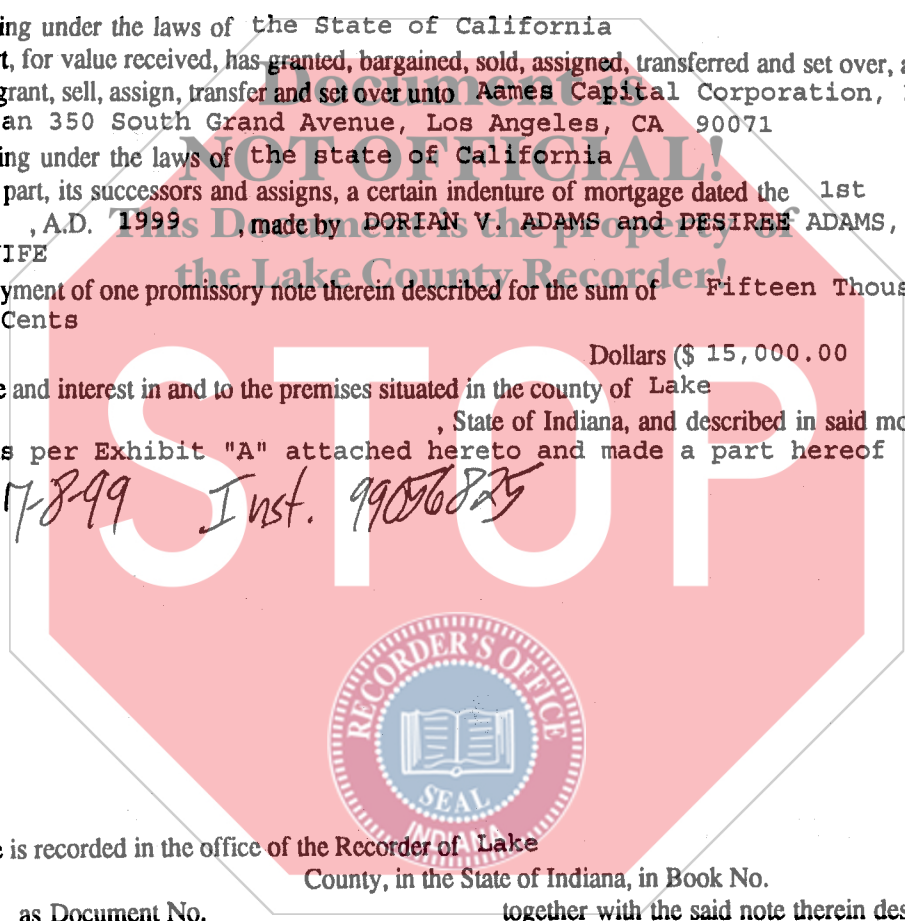 ing under the laws of the State of California
t, for value received, has granted, bargained, sold, assigned, transferred and set over, a
Document is
grant, sell, assign, transfer and set over unto Aames Capital Corporation,
an 350 South Grand Avenue, Los Angeles, CA 90071
NOT OFFICIAL!
ing under the laws of the state of California
part, its successors and assigns, a certain indenture of mortgage dated the 1st
, A.D. 1999 , made by DORIAN V. ADAMS and DESIREE ADAMS,
This Document is the property of
IFE
the Lake County Recorder!
yment of one promissory note therein described for the sum of Fifteen Thous
Cents
Dollars ($ 15,000.00
e and interest in and to the premises situated in the county of Lake
, State of Indiana, and described in said mo
s per Exhibit "A" attached hereto and made a part hereof
7-8-99 Inst. 99056825
STOP
RECORDER'S OFFICE
SEAL
INDIANA
e is recorded in the office of the Recorder of Lake
County, in the State of Indiana, in Book No.
as Document No. together with the said note therein des